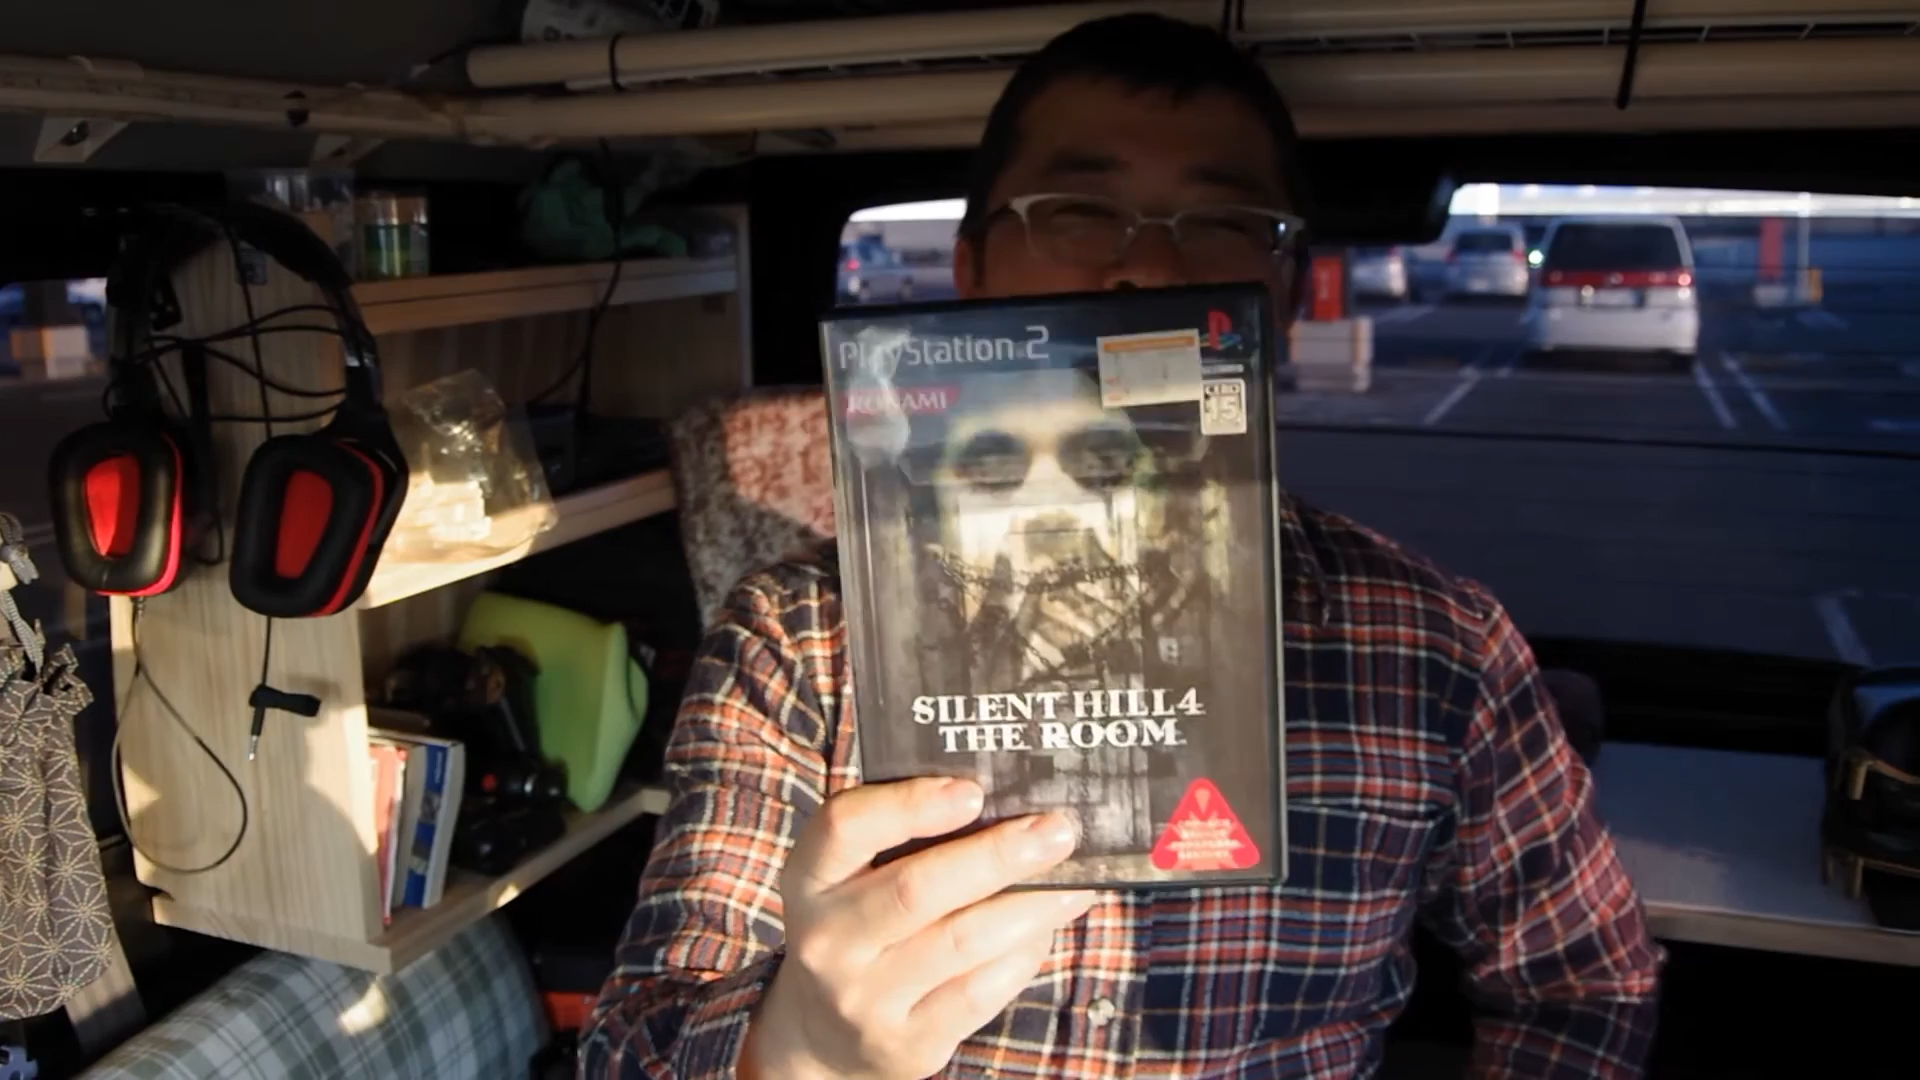 PlayStation 2
KONAMI
CERO
15
SILENT HILL 4
THE ROOM